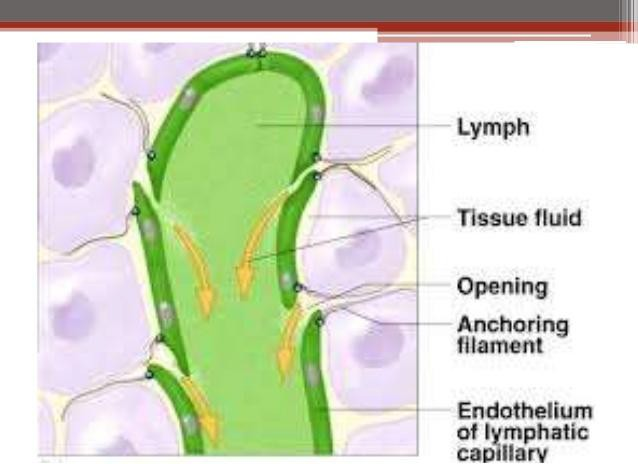 Lymph
Tissue fluid
Opening
Anchoring
filament
Endothelium
of lymphatic
capillary